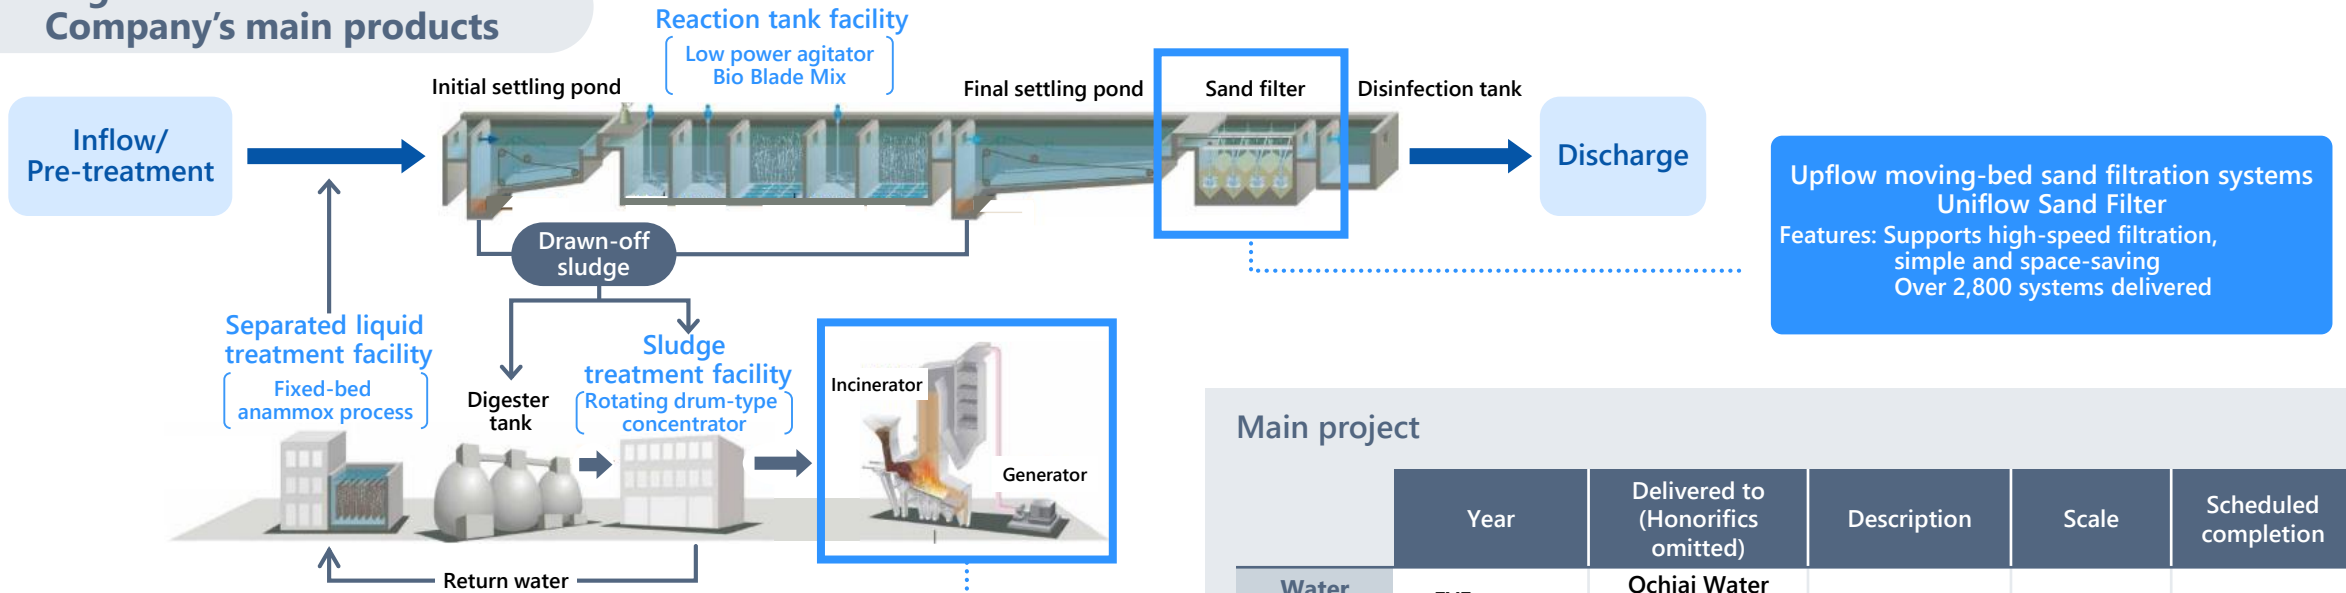 Company's main products
Reaction tank facility
Low power agitator
Bio Blade Mix
Initial settling pond
Final settling pond
Sand filter
Disinfection tank
Inflow/
Pre-treatment
Discharge
Upflow moving-bed sand filtration systems
Uniflow Sand Filter
Features: Supports high-speed filtration,
simple and space-saving
Over 2,800 systems delivered
Drawn-off
sludge
Separated liquid
treatment facility
Fixed-bed
anammox process
Digester
tank
Sludge
treatment facility
Rotating drum-type
concentrator
Incinerator
Generator
Return water
Main project
Year
Delivered to
(Honorifics
omitted)
Description
Scale
Scheduled
completion
Water
Ochiai Water